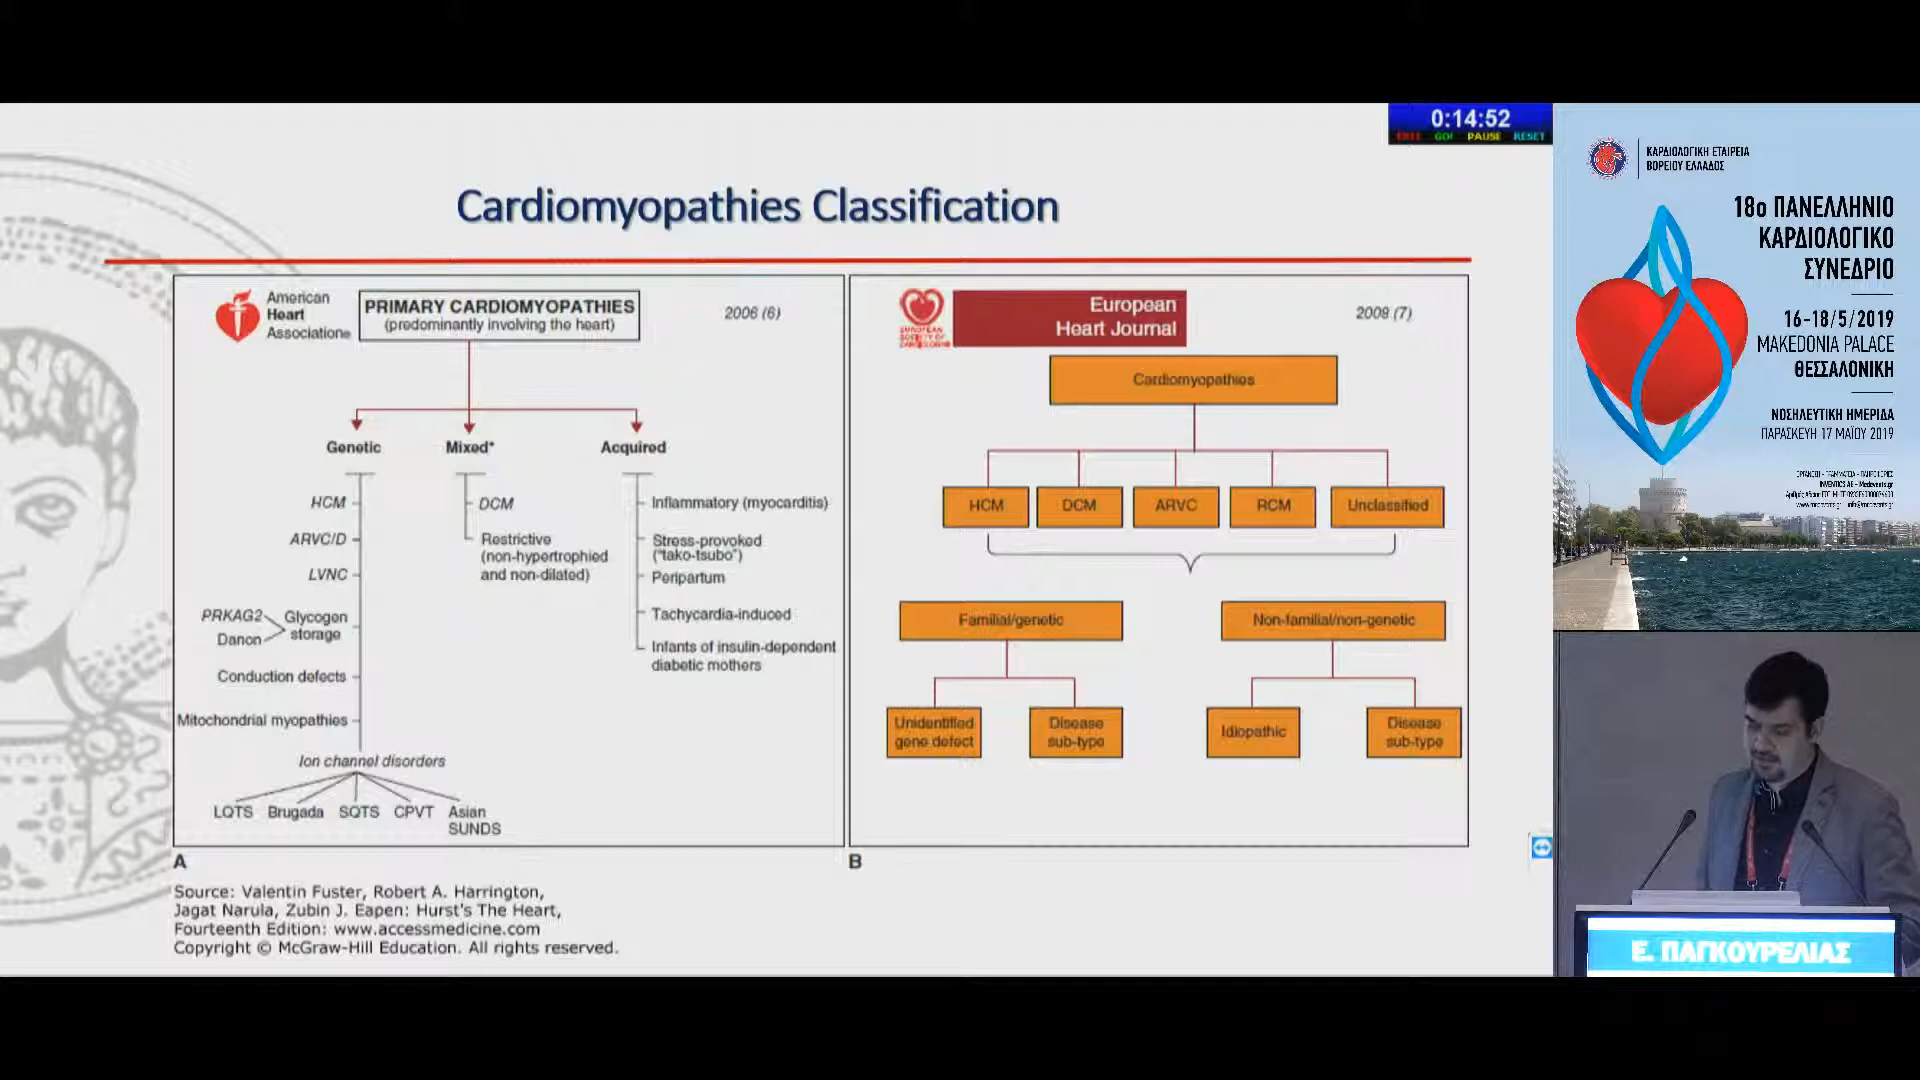 0:14:52
GO! PAUSE RESET
Cardiomyopathies Classification
American
Heart
Association®
PRIMARY CARDIOMYOPATHIES
(predominantly involving the heart)
2006 (6)
Genetic
Mixed*
Acquired
HCM
ARVC/D
LVNC
PRKAG2
Danon
Glycogen
storage
Conduction defects
Mitochondrial myopathies
Ion channel disorders
LQTS
Brugada
SQTS
CPVT
Asian
SUNDS
DCM
Restrictive
(non-hypertrophied
and non-dilated)
Inflammatory (myocarditis)
Stress-provoked
("tako-tsubo")
Peripartum
Tachycardia-induced
Infants of insulin-dependent
diabetic mothers
A
EUROPEAN
SOCIETY OF
CARDIOLOGY
European
Heart Journal
2008 (7)
Cardiomyopathies
HCM
DCM
ARVC
RCM
Unclassified
Familial/genetic
Non-familial/non-genetic
Unidentified
gene defect
Disease
sub-type
Idiopathic
Disease
sub-type
B
Source: Valentin Fuster, Robert A. Harrington,
Jagat Narula, Zubin J. Eapen: Hurst's The Heart,
Fourteenth Edition: www.accessmedicine.com
Copyright © McGraw-Hill Education. All rights reserved.
ΚΑΡΔΙΟΛΟΓΙΚΗ ΕΤΑΙΡΕΙΑ
ΒΟΡΕΙΟΥ ΕΛΛΑΔΟΣ
18ο ΠΑΝΕΛΛΗΝΙΟ
ΚΑΡΔΙΟΛΟΓΙΚΟ
ΣΥΝΕΔΡΙΟ
16-18/5/2019
MAKEDONIA PALACE
ΘΕΣΣΑΛΟΝΙΚΗ
ΝΟΣΗΛΕΥΤΙΚΗ ΗΜΕΡΙΔΑ
ΠΑΡΑΣΚΕΥΗ 17 ΜΑΪΟΥ 2019
Ε. ΠΑΓΚΟΥΡΕΛΙΑΣ